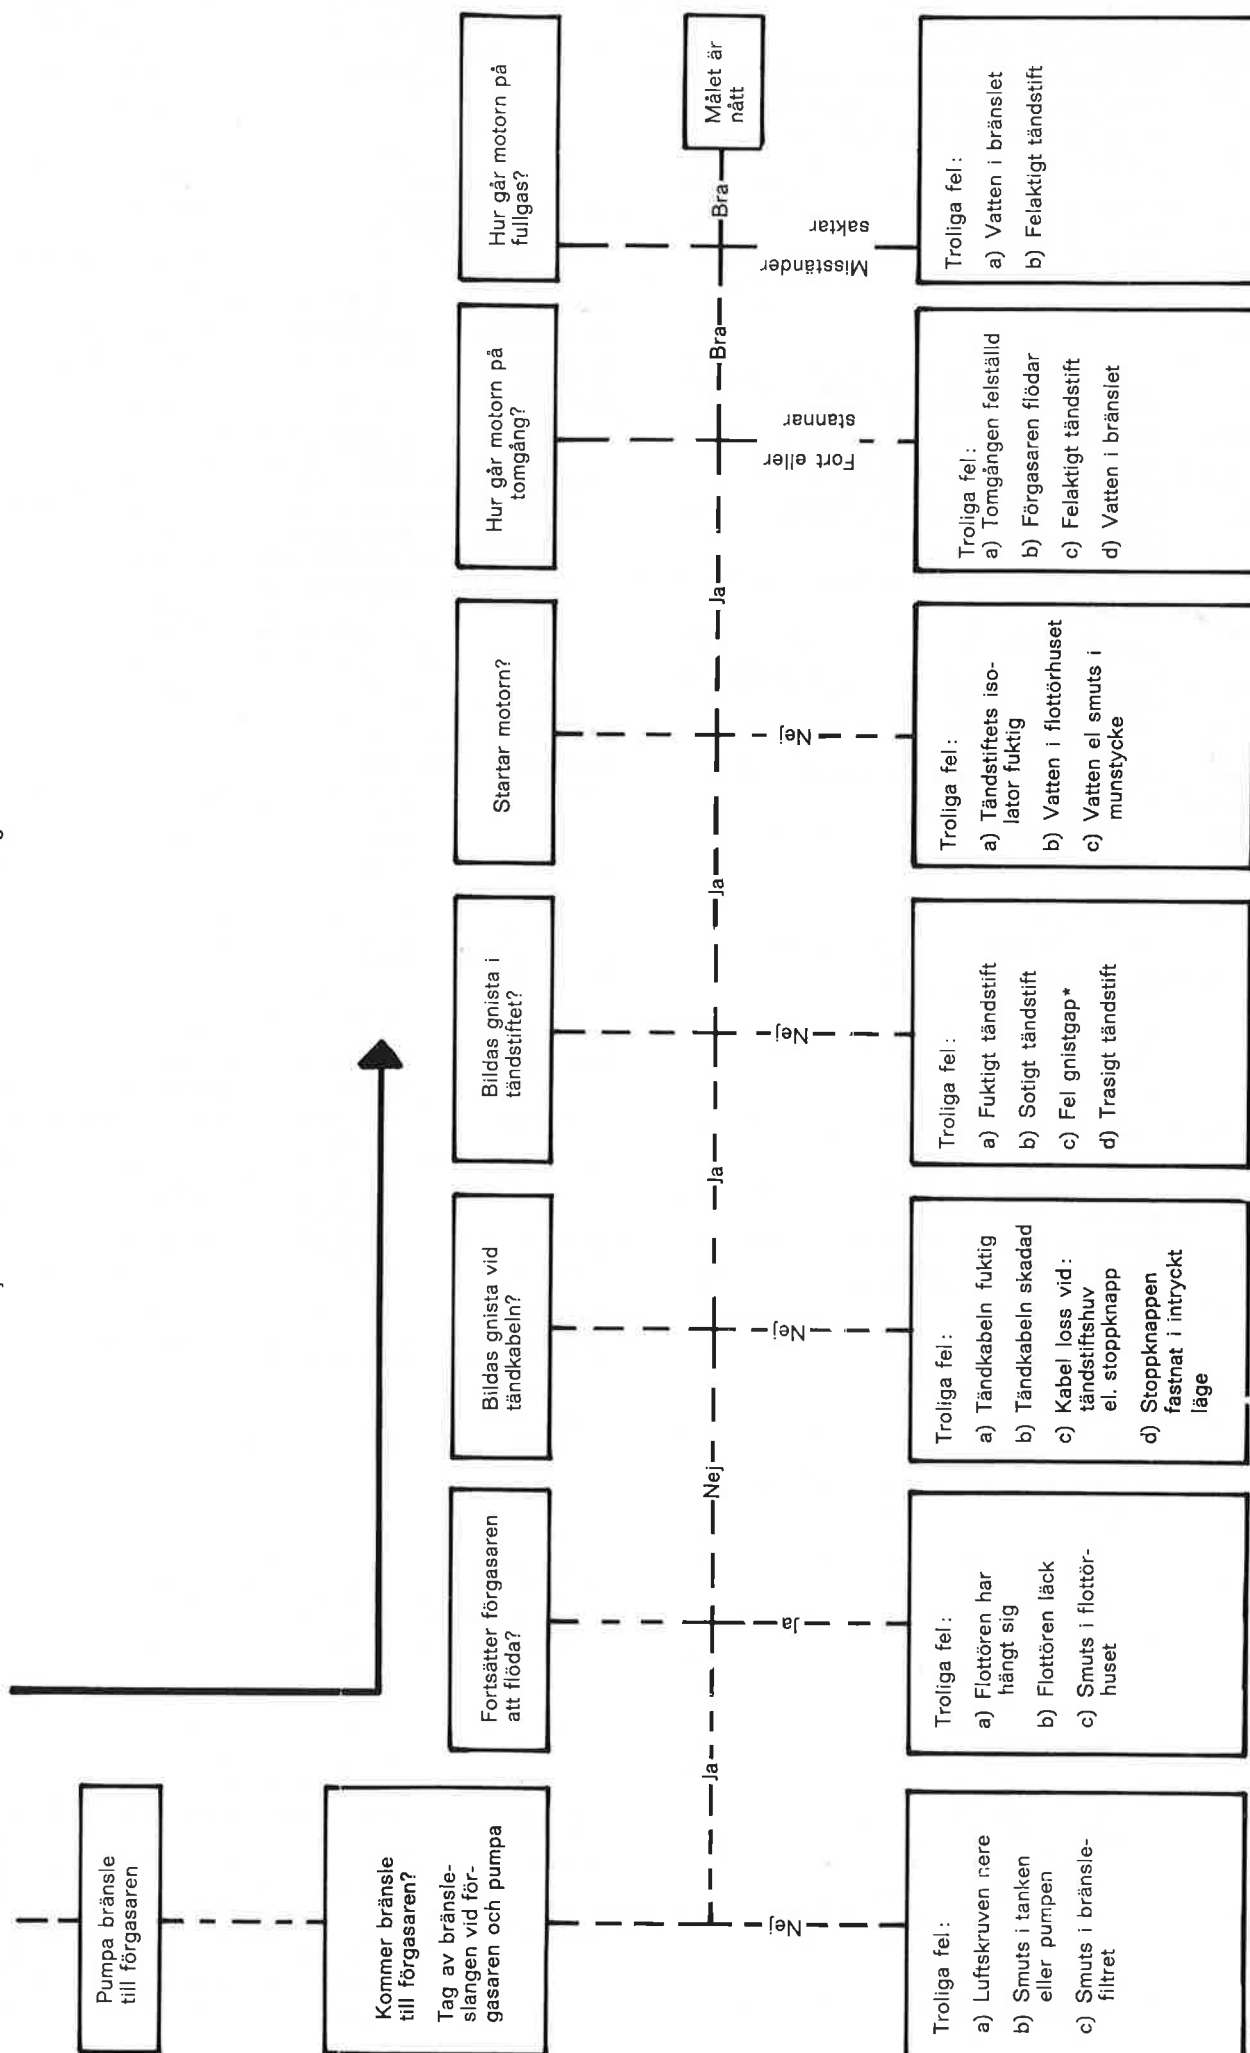 Pumpa bränsle
till förgasaren
Kommer bränsle
till förgasaren?
Tag av bränsle-
slangen vid för-
gasaren och pumpa
Nej
Troliga fel:
a) Luftskruven nere
b) Smuts i tanken
eller pumpen
c) Smuts i bränsle-
filtret
Ja
Fortsätter förgasaren
att flöda?
Ja
Troliga fel:
a) Flottören har
hängt sig
b) Flottören läck
c) Smuts i flottör-
huset
Nej
Bildas gnista vid
tändkabeln?
Nej
Troliga fel:
a) Tändkabeln fuktig
b) Tändkabeln skadad
c) Kabel loss vid:
tändstiftshuv
el. stoppknapp
d) Stoppknappen
fastnat i intryckt
läge
Ja
Bildas gnista i
tändstiftet?
Nej
Troliga fel:
a) Fuktigt tändstift
b) Sotigt tändstift
c) Fel gnistgap*
d) Trasigt tändstift
Ja
Startar motorn?
Nej
Troliga fel:
a) Tändstiftets iso-
lator fuktig
b) Vatten i flottörhuset
c) Vatten el smuts i
munstycke
Ja
Hur går motorn på
tomgång?
Fort eller
stannar
Troliga fel:
a) Tomgången felställd
b) Förgasaren flödar
c) Felaktigt tändstift
d) Vatten i bränslet
Bra
Hur går motorn på
fullgas?
Misständer
saktar
Troliga fel:
a) Vatten i bränslet
b) Felaktigt tändstift
Bra
Målet är
nått